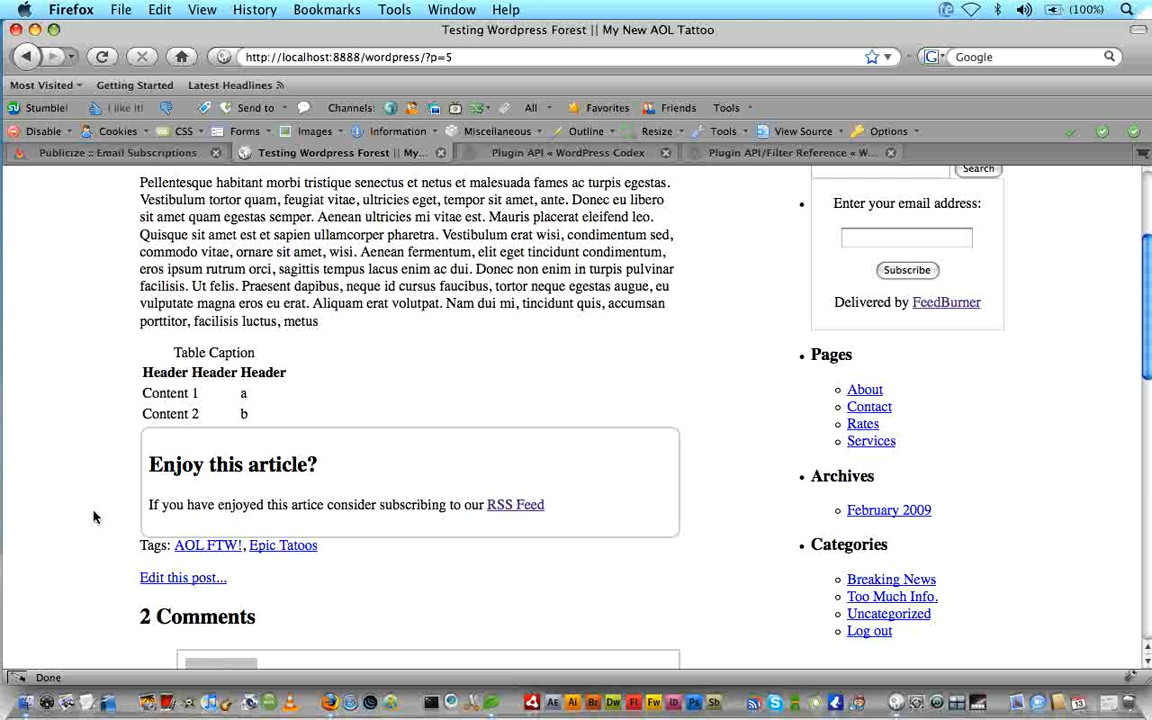 Firefox File Edit View History Bookmarks Tools Window Help (100%)
Testing Wordpress Forest || My New AOL Tattoo
http://localhost:8888/wordpress/?p=5
Google
Most Visited Getting Started Latest Headlines
Stumble! I like it! Send to Channels: All Favorites Friends Tools
Disable Cookies CSS Forms Images Information Miscellaneous Outline Resize Tools View Source Options
Publicize :: Email Subscriptions Testing Wordpress Forest || My... Plugin API « WordPress Codex Plugin API/Filter Reference « W...
Pellentesque habitant morbi tristique senectus et netus et malesuada fames ac turpis egestas.
Vestibulum tortor quam, feugiat vitae, ultricies eget, tempor sit amet, ante. Donec eu libero
sit amet quam egestas semper. Aenean ultricies mi vitae est. Mauris placerat eleifend leo.
Quisque sit amet est et sapien ullamcorper pharetra. Vestibulum erat wisi, condimentum sed,
commodo vitae, ornare sit amet, wisi. Aenean fermentum, elit eget tincidunt condimentum,
eros ipsum rutrum orci, sagittis tempus lacus enim ac dui. Donec non enim in turpis pulvinar
facilisis. Ut felis. Praesent dapibus, neque id cursus faucibus, tortor neque egestas augue, eu
vulputate magna eros eu erat. Aliquam erat volutpat. Nam dui mi, tincidunt quis, accumsan
porttitor, facilisis luctus, metus
Table Caption
Header Header Header
Content 1 a
Content 2 b
Enjoy this article?
If you have enjoyed this artice consider subscribing to our RSS Feed
Tags: AOL FTW!, Epic Tatoos
Edit this post...
2 Comments
Search
Enter your email address:
Subscribe
Delivered by FeedBurner
Pages
About
Contact
Rates
Services
Archives
February 2009
Categories
Breaking News
Too Much Info.
Uncategorized
Log out
Done
AE Ai Br Dw Fl Fw ID Ps Sb 13